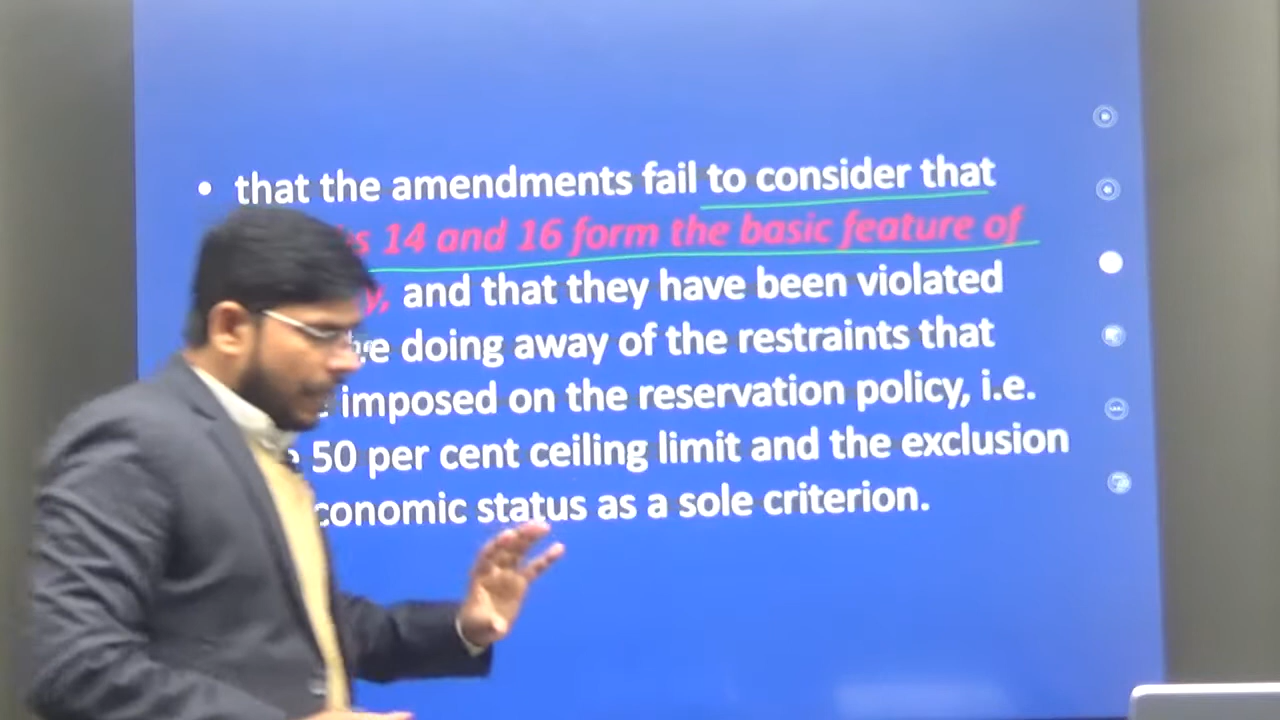 • that the amendments fail to consider that
s 14 and 16 form the basic feature of
y, and that they have been violated
e doing away of the restraints that
imposed on the reservation policy, i.e.
e 50 per cent ceiling limit and the exclusion
conomic status as a sole criterion.